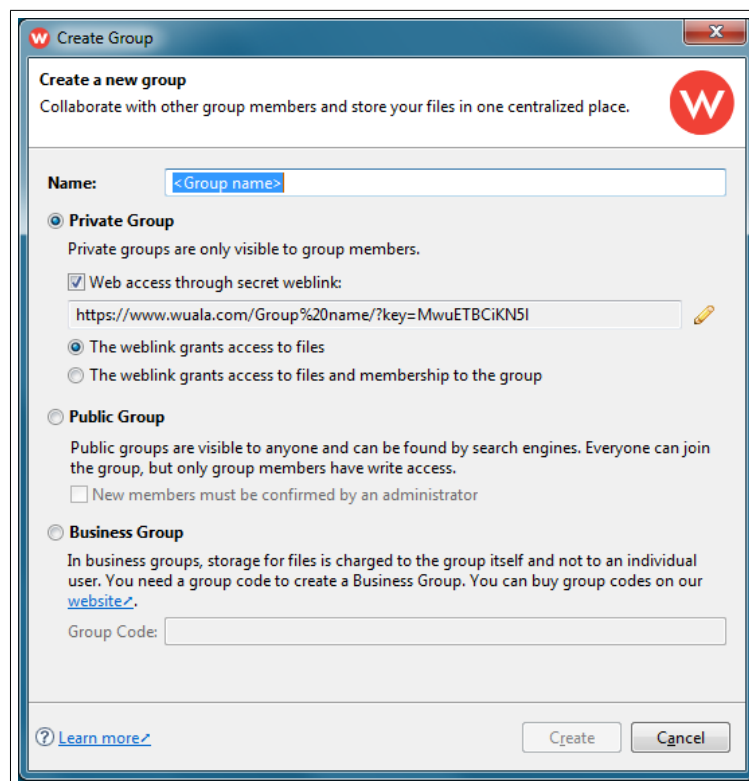 Create Group
Create a new group
Collaborate with other group members and store your files in one centralized place.
Name: <Group name>
Private Group
Private groups are only visible to group members.
Web access through secret weblink:
https://www.wuala.com/Group%20name/?key=MwuETBCiKN5I
The weblink grants access to files
The weblink grants access to files and membership to the group
Public Group
Public groups are visible to anyone and can be found by search engines. Everyone can join
the group, but only group members have write access.
New members must be confirmed by an administrator
Business Group
In business groups, storage for files is charged to the group itself and not to an individual
user. You need a group code to create a Business Group. You can buy group codes on our
website.
Group Code:
Learn more
Create
Cancel